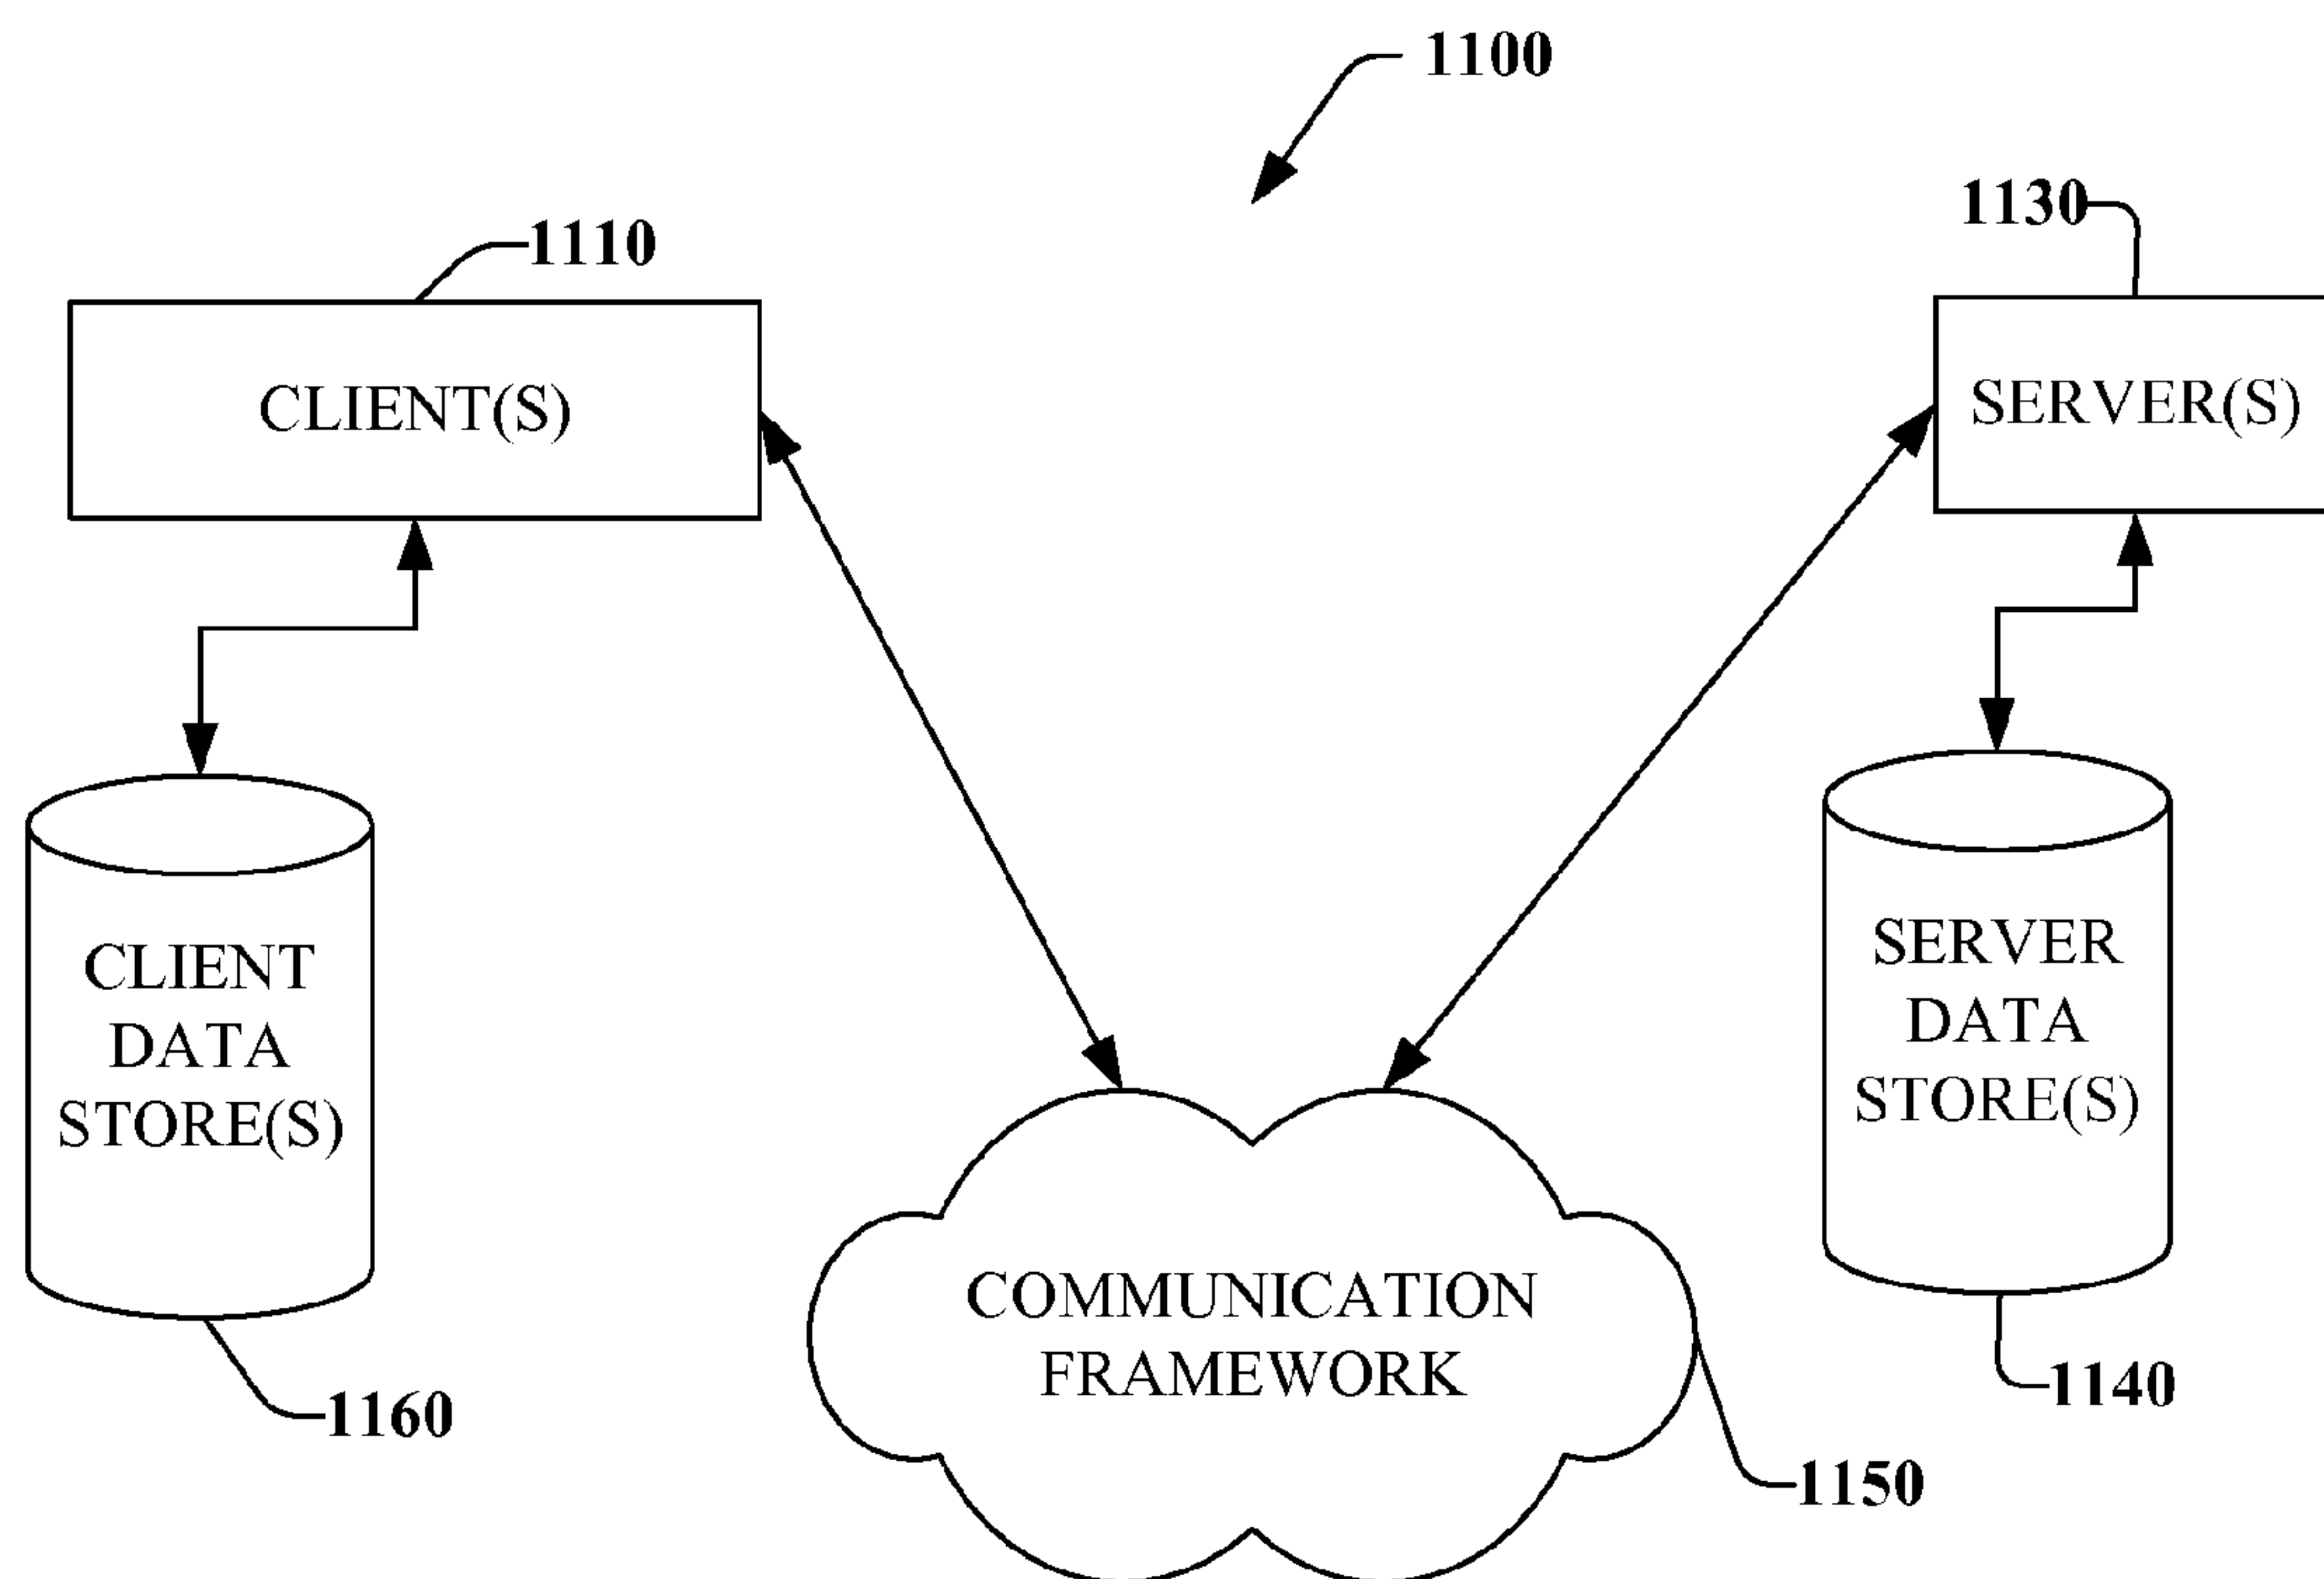 1100
1110
1130
CLIENT(S)
SERVER(S)
CLIENT
DATA
STORE(S)
SERVER
DATA
STORE(S)
COMMUNICATION
FRAMEWORK
1160
1140
1150